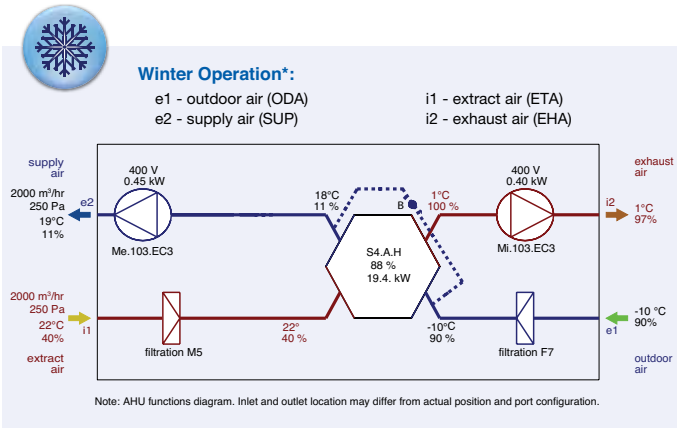 Winter Operation*:
e1 - outdoor air (ODA)
i1 - extract air (ETA)
e2 - supply air (SUP)
i2 - exhaust air (EHA)
supply
air
2000 m³/hr
250 Pa
19°C
11%
e2
400 V
0.45 kW
Me.103.EC3
18°C
11 %
B
1°C
100 %
400 V
0.40 kW
Mi.103.EC3
exhaust
air
i2
1°C
97%
S4.A.H
88 %
19.4. kW
2000 m³/hr
250 Pa
22°C
40%
i1
extract
air
filtration M5
22°
40 %
-10°C
90 %
filtration F7
e1
-10 °C
90%
outdoor
air
Note: AHU functions diagram. Inlet and outlet location may differ from actual position and port configuration.